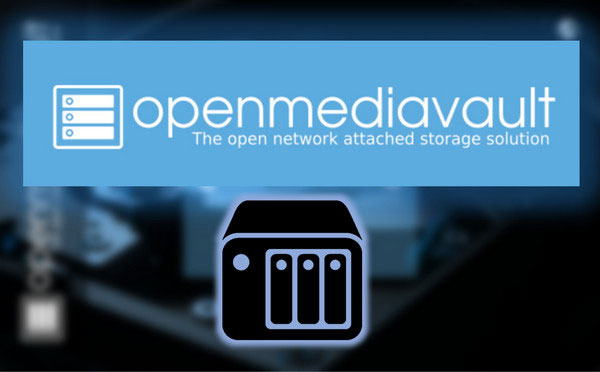 openmediavault
The open network attached storage solution